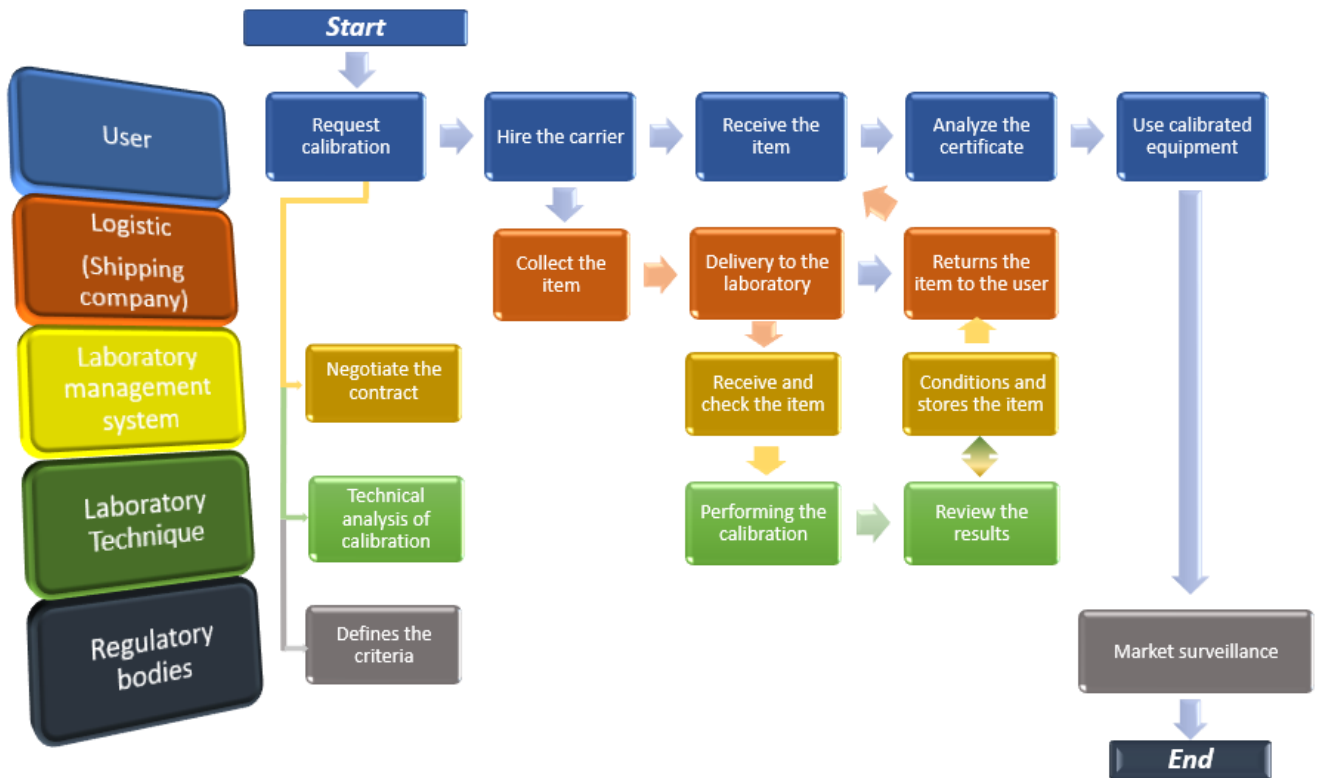 Start
User
Request
calibration
Hire the carrier
Receive the
item
Analyze the
certificate
Use calibrated
equipment
Logistic
(Shipping
company)
Collect the
item
Delivery to the
laboratory
Returns the
item to the user
Laboratory
management
system
Negotiate the
contract
Receive and
check the item
Conditions and
stores the item
Laboratory
Technique
Technical
analysis of
calibration
Performing the
calibration
Review the
results
Regulatory
bodies
Defines the
criteria
Market surveillance
End